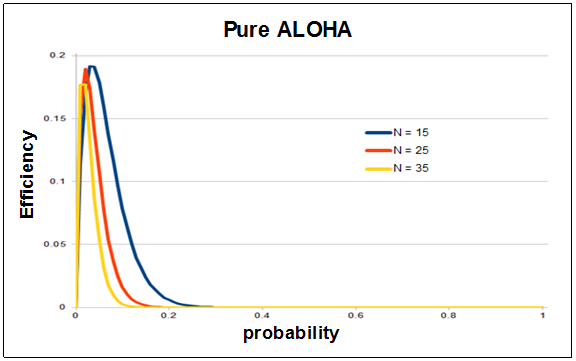 Pure ALOHA
0.2
0.15
0.1
0.05
0
Efficiency
N = 15
N = 25
N = 35
0 0.2 0.4 0.6 0.8 1
probability